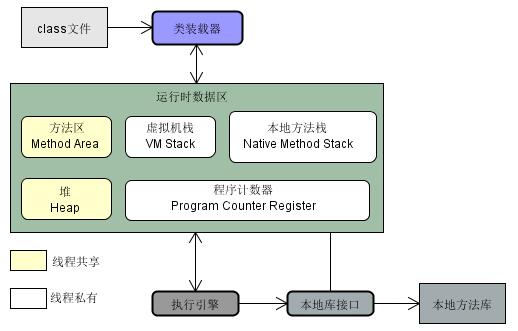 class文件
类装载器
运行时数据区
方法区
Method Area
虚拟机栈
VM Stack
本地方法栈
Native Method Stack
堆
Heap
程序计数器
Program Counter Register
线程共享
线程私有
执行引擎
本地库接口
本地方法库